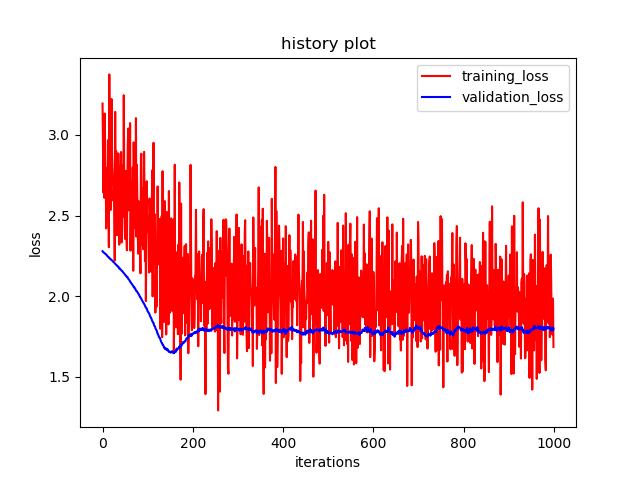 history plot
training_loss
validation_loss
loss
3.0
2.5
2.0
1.5
0 200 400 600 800 1000
iterations